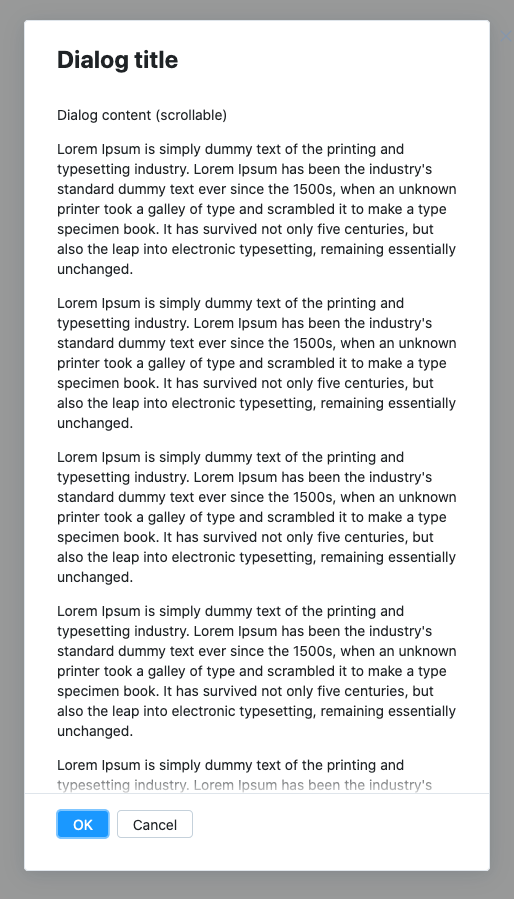 Dialog title
Dialog content (scrollable)
Lorem Ipsum is simply dummy text of the printing and
typesetting industry. Lorem Ipsum has been the industry's
standard dummy text ever since the 1500s, when an unknown
printer took a galley of type and scrambled it to make a type
specimen book. It has survived not only five centuries, but
also the leap into electronic typesetting, remaining essentially
unchanged.
Lorem Ipsum is simply dummy text of the printing and
typesetting industry. Lorem Ipsum has been the industry's
standard dummy text ever since the 1500s, when an unknown
printer took a galley of type and scrambled it to make a type
specimen book. It has survived not only five centuries, but
also the leap into electronic typesetting, remaining essentially
unchanged.
Lorem Ipsum is simply dummy text of the printing and
typesetting industry. Lorem Ipsum has been the industry's
standard dummy text ever since the 1500s, when an unknown
printer took a galley of type and scrambled it to make a type
specimen book. It has survived not only five centuries, but
also the leap into electronic typesetting, remaining essentially
unchanged.
Lorem Ipsum is simply dummy text of the printing and
typesetting industry. Lorem Ipsum has been the industry's
standard dummy text ever since the 1500s, when an unknown
printer took a galley of type and scrambled it to make a type
specimen book. It has survived not only five centuries, but
also the leap into electronic typesetting, remaining essentially
unchanged.
Lorem Ipsum is simply dummy text of the printing and
typesetting industry. Lorem Ipsum has been the industry's
OK Cancel